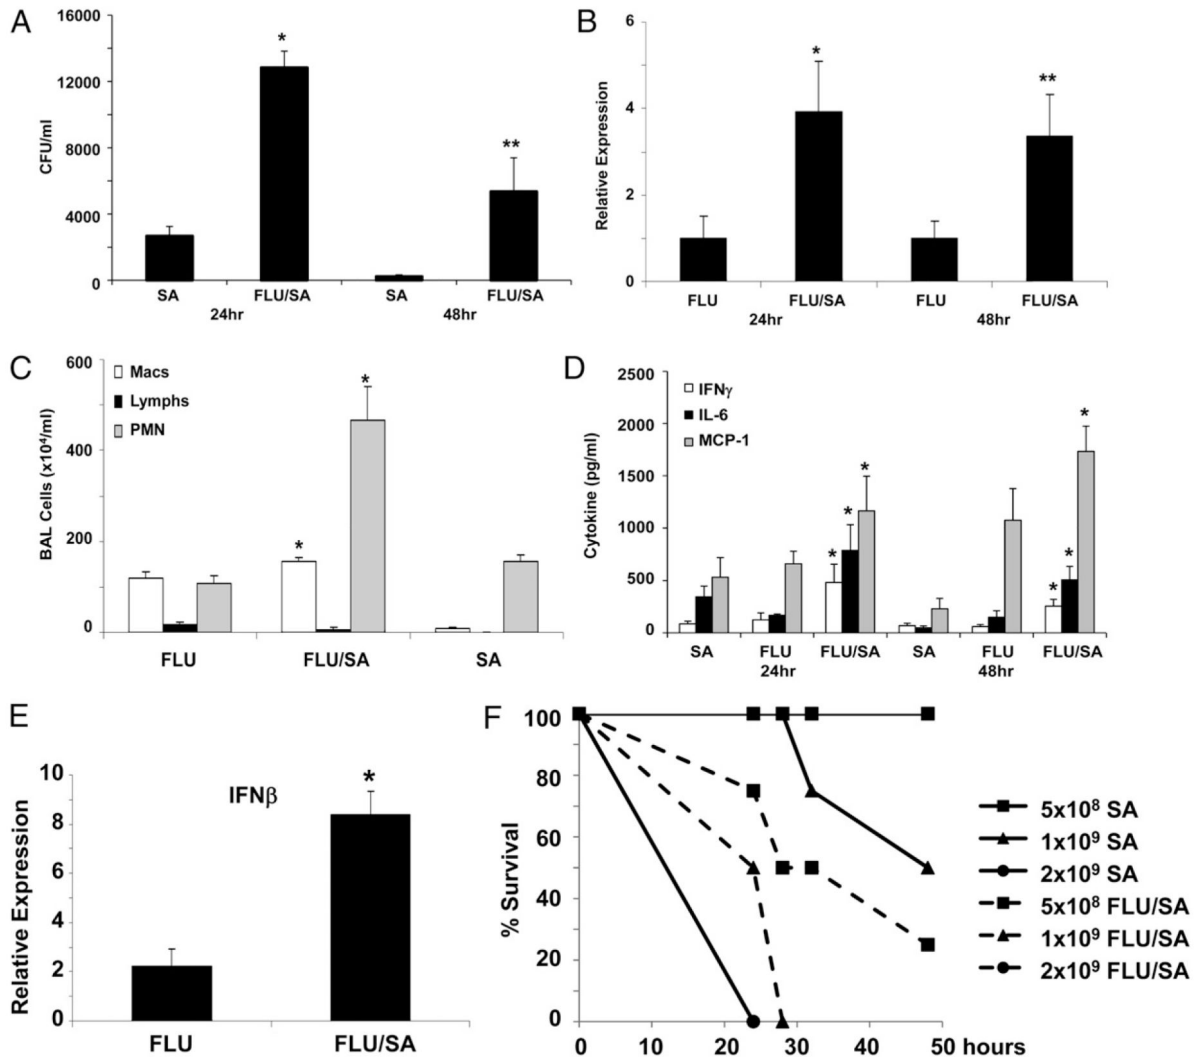 A
16000
12000
8000
4000
0
CFU/ml
*
**
SA FLU/SA SA FLU/SA
24hr 48hr
B
6
4
2
0
Relative Expression
*
**
FLU FLU/SA FLU FLU/SA
24hr 48hr
C
600
400
200
0
BAL Cells (x10⁴/ml)
Macs
Lymphs
PMN
*
*
FLU FLU/SA SA
D
2500
2000
1500
1000
500
0
Cytokine (pg/ml)
IFNγ
IL-6
MCP-1
* * *
* * *
SA FLU FLU/SA SA FLU FLU/SA
24hr 48hr
E
10
8
6
4
2
0
Relative Expression
IFNβ
*
FLU FLU/SA
F
100
80
60
40
20
0
% Survival
0 10 20 30 40 50 hours
5x10⁸ SA
1x10⁹ SA
2x10⁹ SA
5x10⁸ FLU/SA
1x10⁹ FLU/SA
2x10⁹ FLU/SA